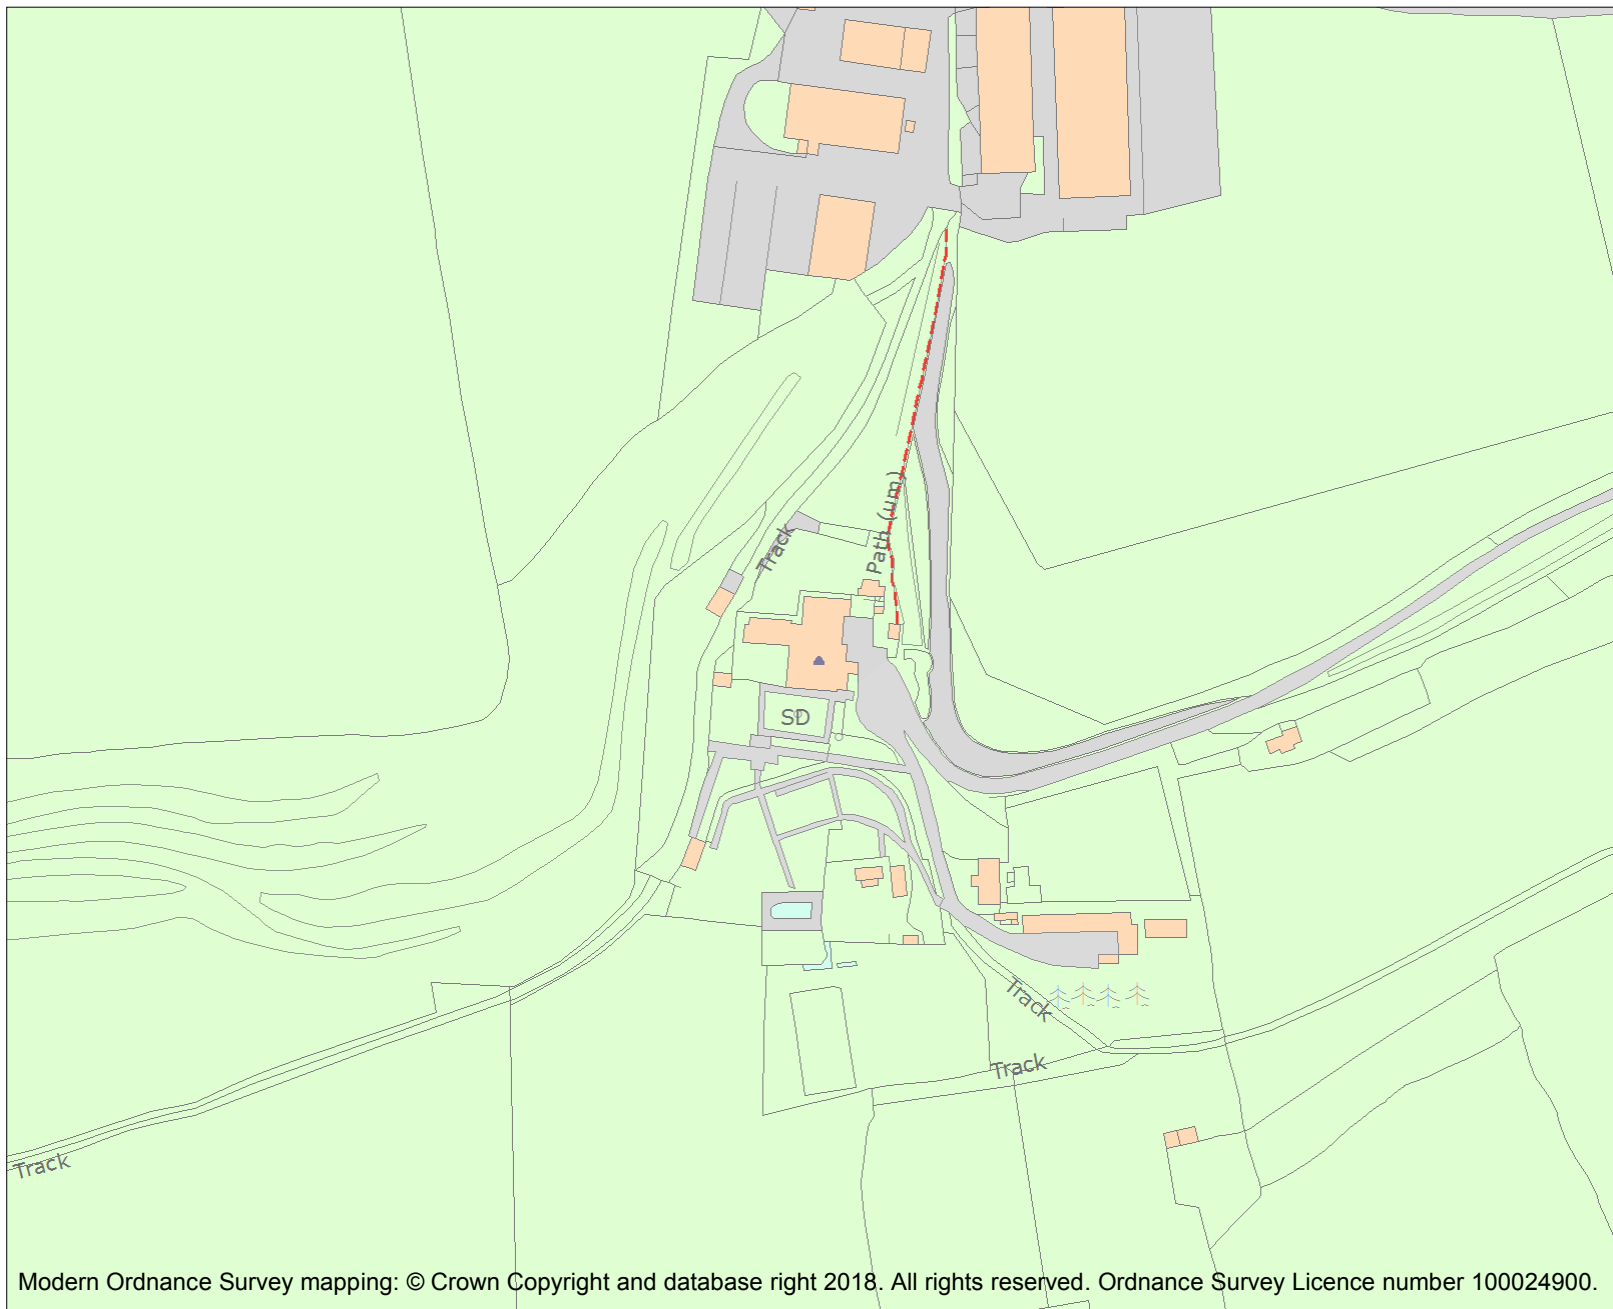 Path (um)
Track
SD
Track
Track
Track
Modern Ordnance Survey mapping: © Crown Copyright and database right 2018. All rights reserved. Ordnance Survey Licence number 100024900.